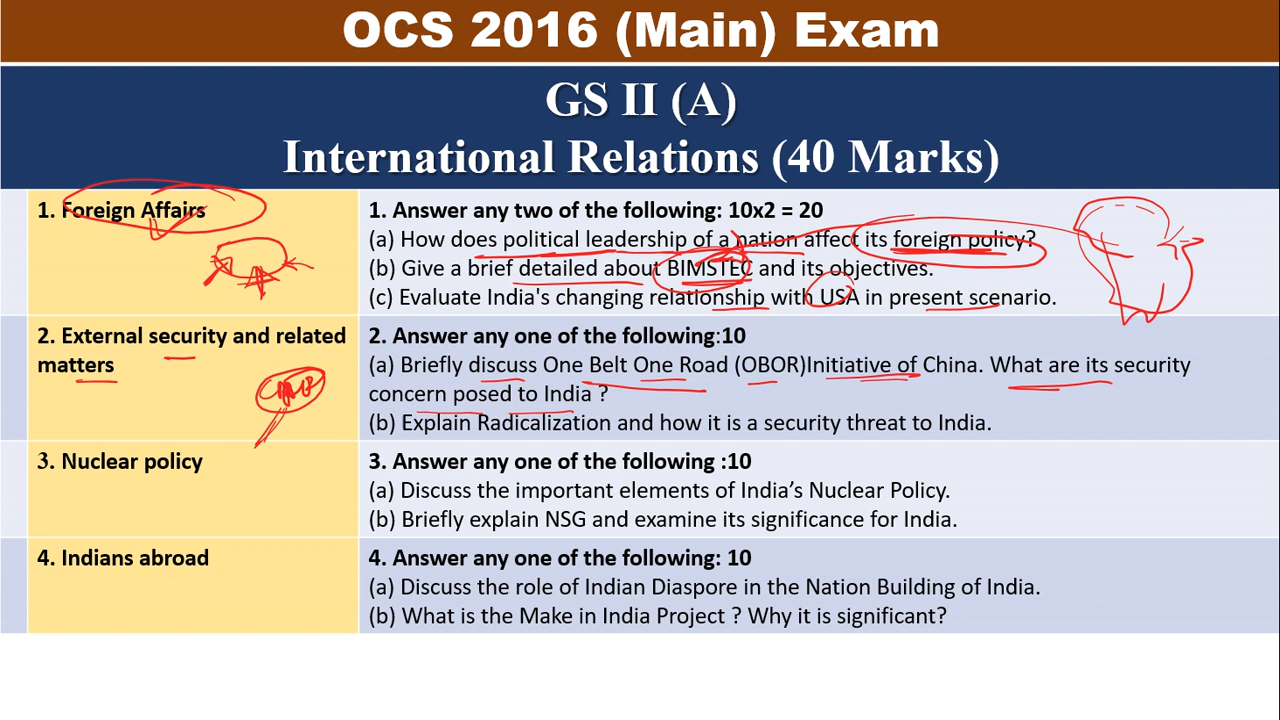 OCS 2016 (Main) Exam
GS II (A)
International Relations (40 Marks)
1. Foreign Affairs
1. Answer any two of the following: 10x2 = 20
(a) How does political leadership of a nation affect its foreign policy?
(b) Give a brief detailed about BIMSTEC and its objectives.
(c) Evaluate India's changing relationship with USA in present scenario.
2. External security and related
matters
2. Answer any one of the following:10
(a) Briefly discuss One Belt One Road (OBOR)Initiative of China. What are its security
concern posed to India ?
(b) Explain Radicalization and how it is a security threat to India.
3. Nuclear policy
3. Answer any one of the following :10
(a) Discuss the important elements of India’s Nuclear Policy.
(b) Briefly explain NSG and examine its significance for India.
4. Indians abroad
4. Answer any one of the following: 10
(a) Discuss the role of Indian Diaspore in the Nation Building of India.
(b) What is the Make in India Project ? Why it is significant?